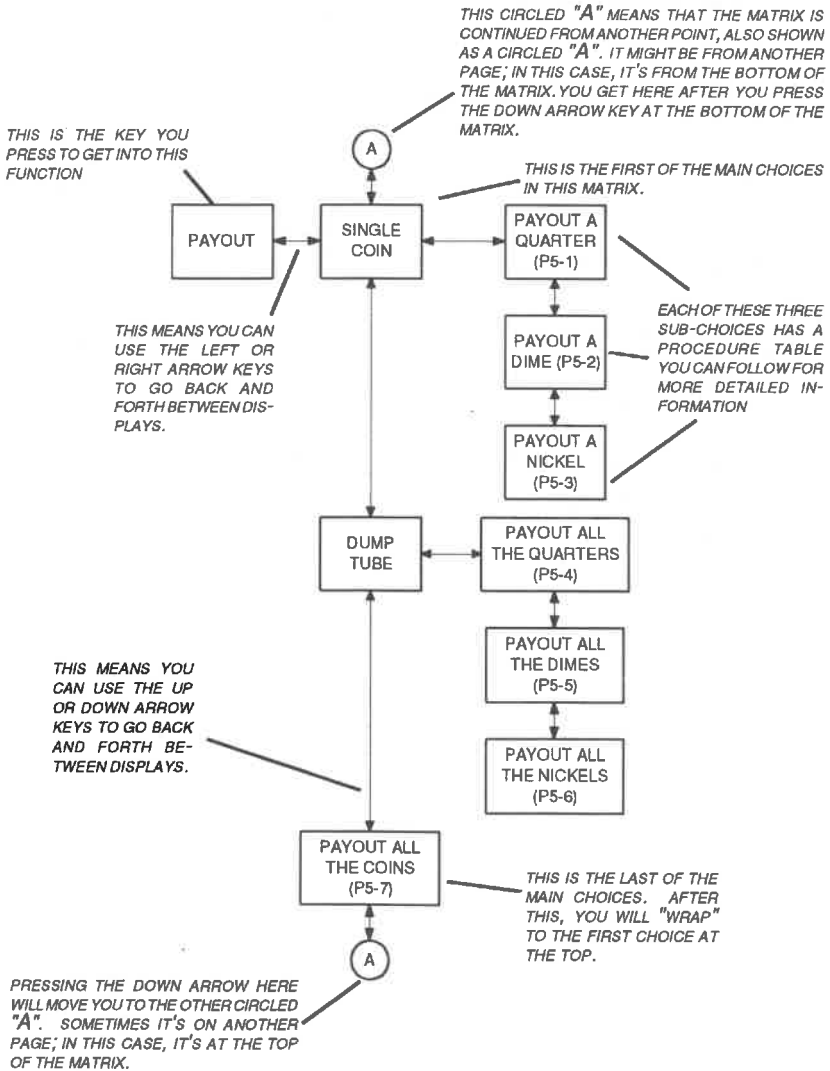 THIS CIRCLED "A" MEANS THAT THE MATRIX IS
CONTINUED FROM ANOTHER POINT, ALSO SHOWN
AS A CIRCLED "A". IT MIGHT BE FROM ANOTHER
PAGE; IN THIS CASE, IT'S FROM THE BOTTOM OF
THE MATRIX. YOU GET HERE AFTER YOU PRESS
THE DOWN ARROW KEY AT THE BOTTOM OF THE
MATRIX.
THIS IS THE KEY YOU
PRESS TO GET INTO THIS
FUNCTION
A
THIS IS THE FIRST OF THE MAIN CHOICES
IN THIS MATRIX.
PAYOUT
SINGLE
COIN
PAYOUT A
QUARTER
(P5-1)
THIS MEANS YOU CAN
USE THE LEFT OR
RIGHT ARROW KEYS
TO GO BACK AND
FORTH BETWEEN DIS-
PLAYS.
PAYOUT A
DIME (P5-2)
EACH OF THESE THREE
SUB-CHOICES HAS A
PROCEDURE TABLE
YOU CAN FOLLOW FOR
MORE DETAILED IN-
FORMATION
PAYOUT A
NICKEL
(P5-3)
DUMP
TUBE
PAYOUT ALL
THE QUARTERS
(P5-4)
PAYOUT ALL
THE DIMES
(P5-5)
THIS MEANS YOU
CAN USE THE UP
OR DOWN ARROW
KEYS TO GO BACK
AND FORTH BE-
TWEEN DISPLAYS.
PAYOUT ALL
THE NICKELS
(P5-6)
PAYOUT ALL
THE COINS
(P5-7)
THIS IS THE LAST OF THE
MAIN CHOICES. AFTER
THIS, YOU WILL "WRAP"
TO THE FIRST CHOICE AT
THE TOP.
A
PRESSING THE DOWN ARROW HERE
WILL MOVE YOU TO THE OTHER CIRCLED
"A". SOMETIMES IT'S ON ANOTHER
PAGE; IN THIS CASE, IT'S AT THE TOP
OF THE MATRIX.